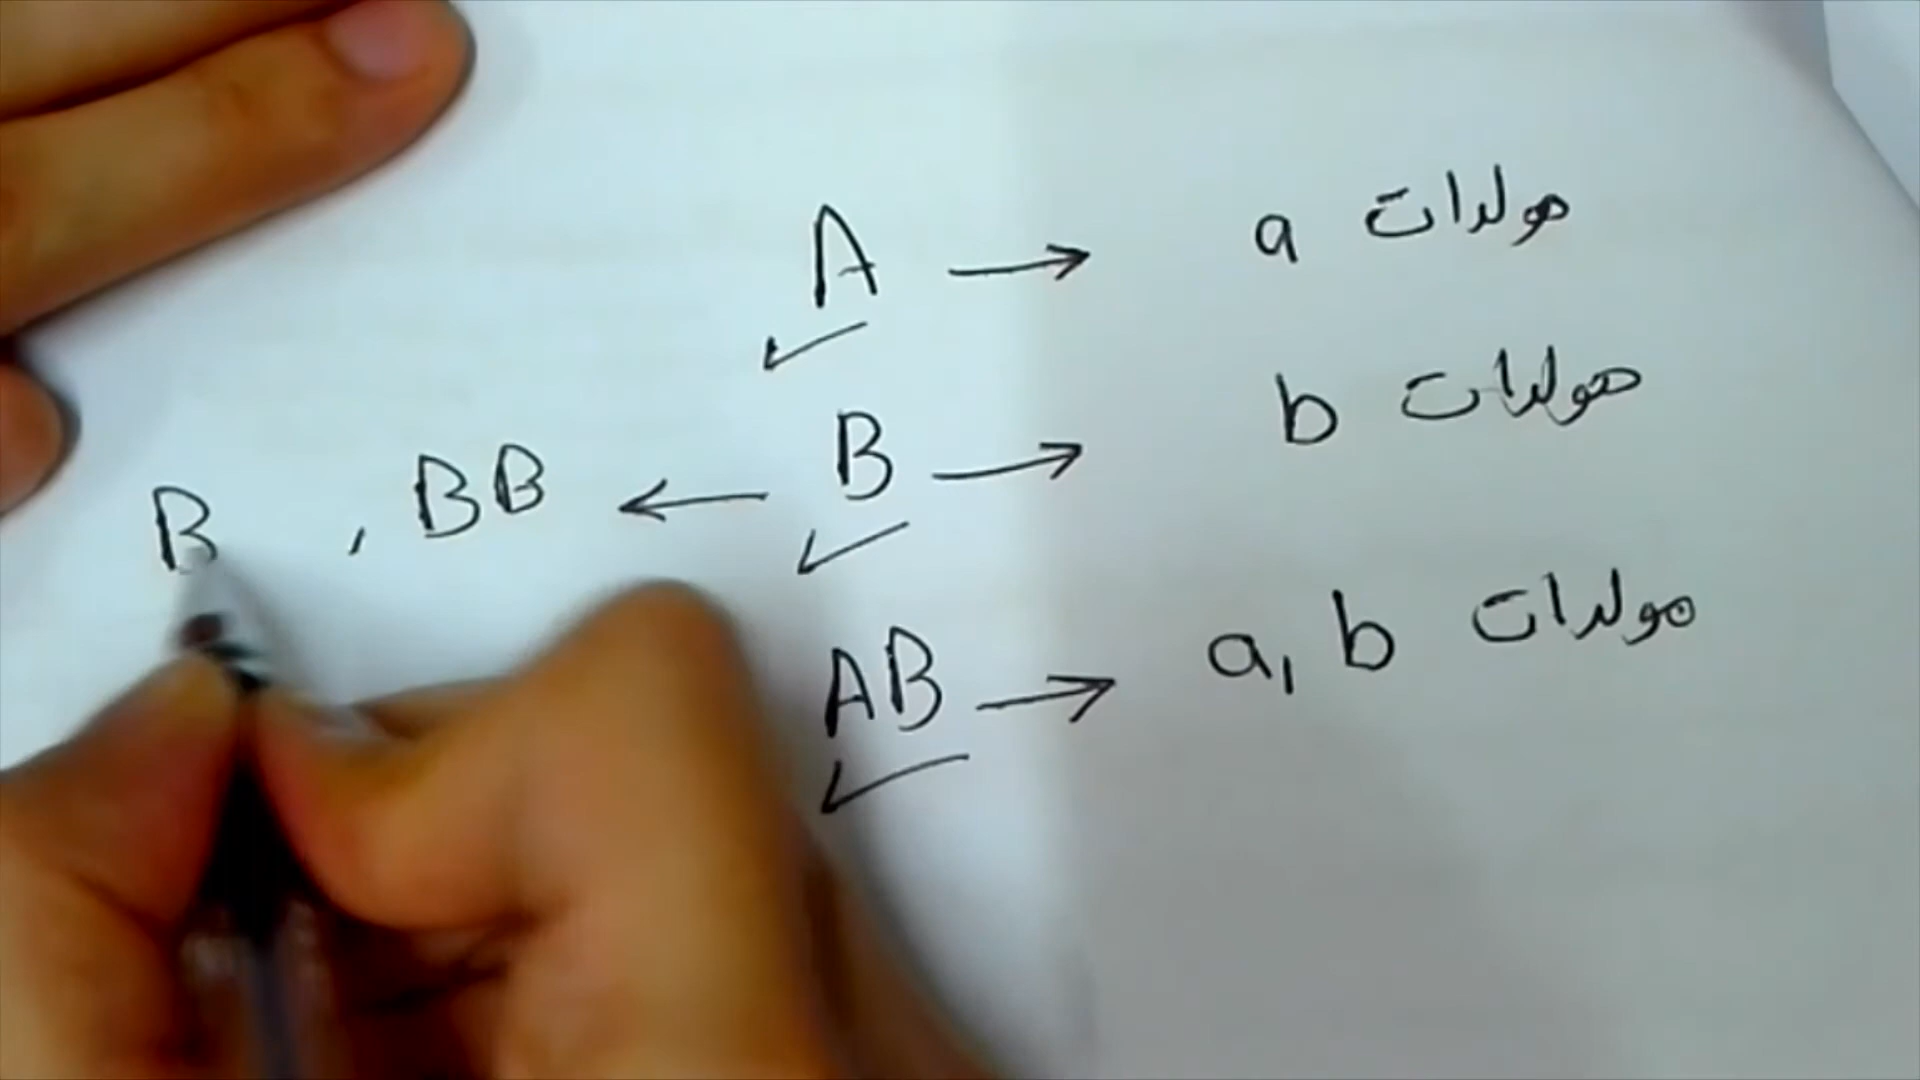 A → a مولدات
B , BB ← B → b مولدات
AB → a, b مولدات